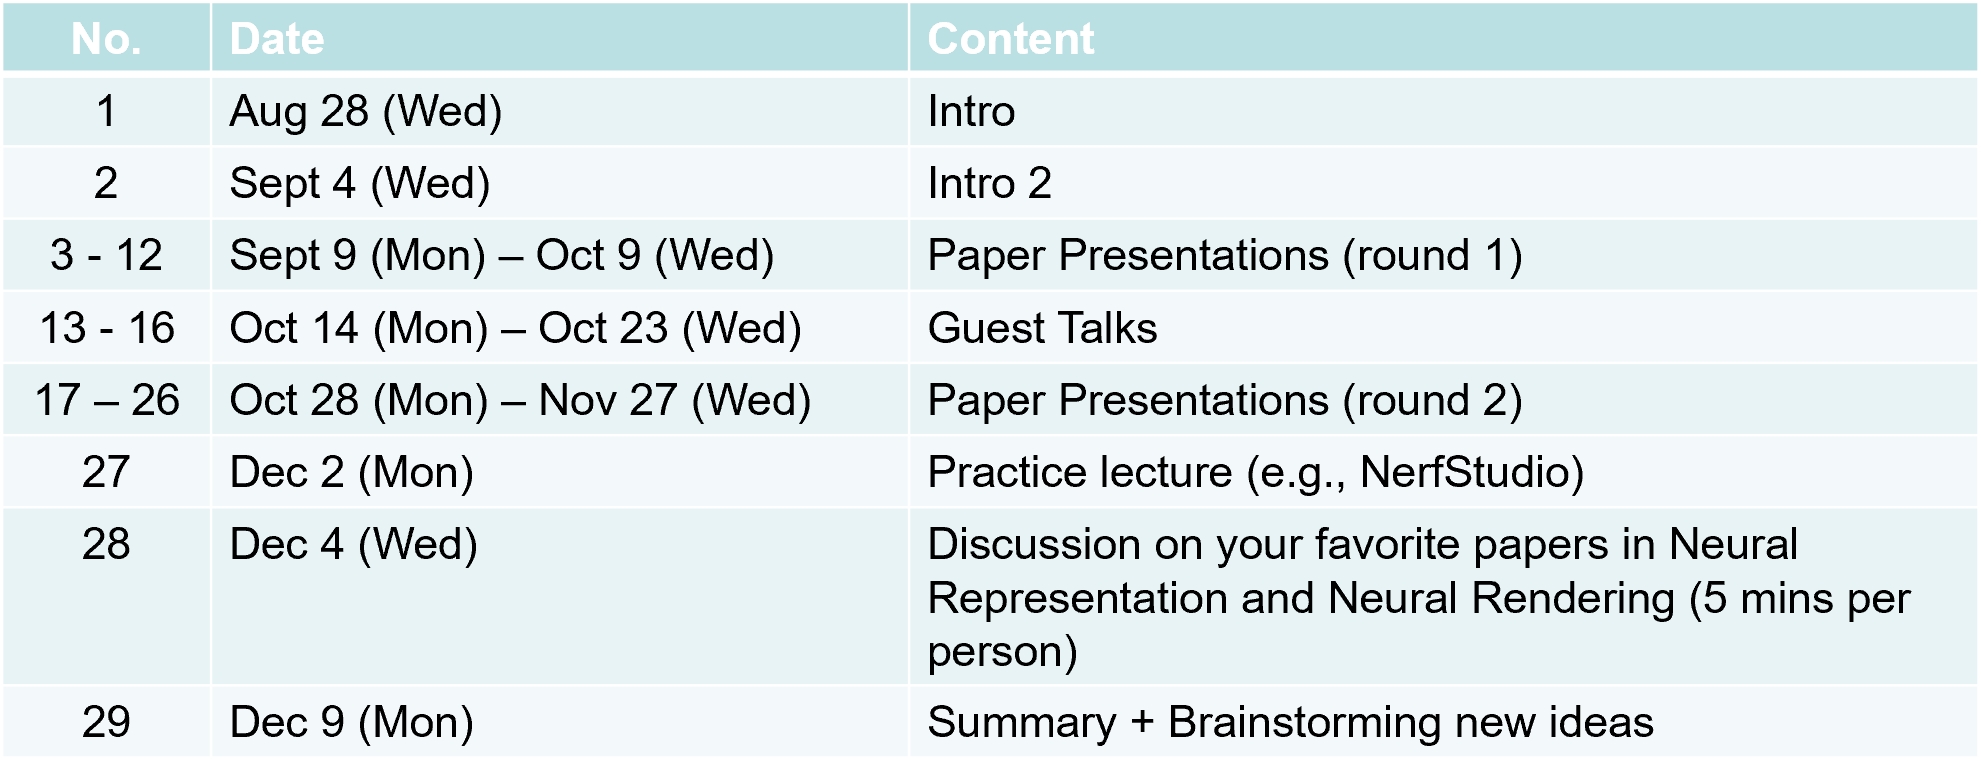 No. Date Content
1 Aug 28 (Wed) Intro
2 Sept 4 (Wed) Intro 2
3 - 12 Sept 9 (Mon) – Oct 9 (Wed) Paper Presentations (round 1)
13 - 16 Oct 14 (Mon) – Oct 23 (Wed) Guest Talks
17 – 26 Oct 28 (Mon) – Nov 27 (Wed) Paper Presentations (round 2)
27 Dec 2 (Mon) Practice lecture (e.g., NerfStudio)
28 Dec 4 (Wed) Discussion on your favorite papers in Neural
Representation and Neural Rendering (5 mins per
person)
29 Dec 9 (Mon) Summary + Brainstorming new ideas